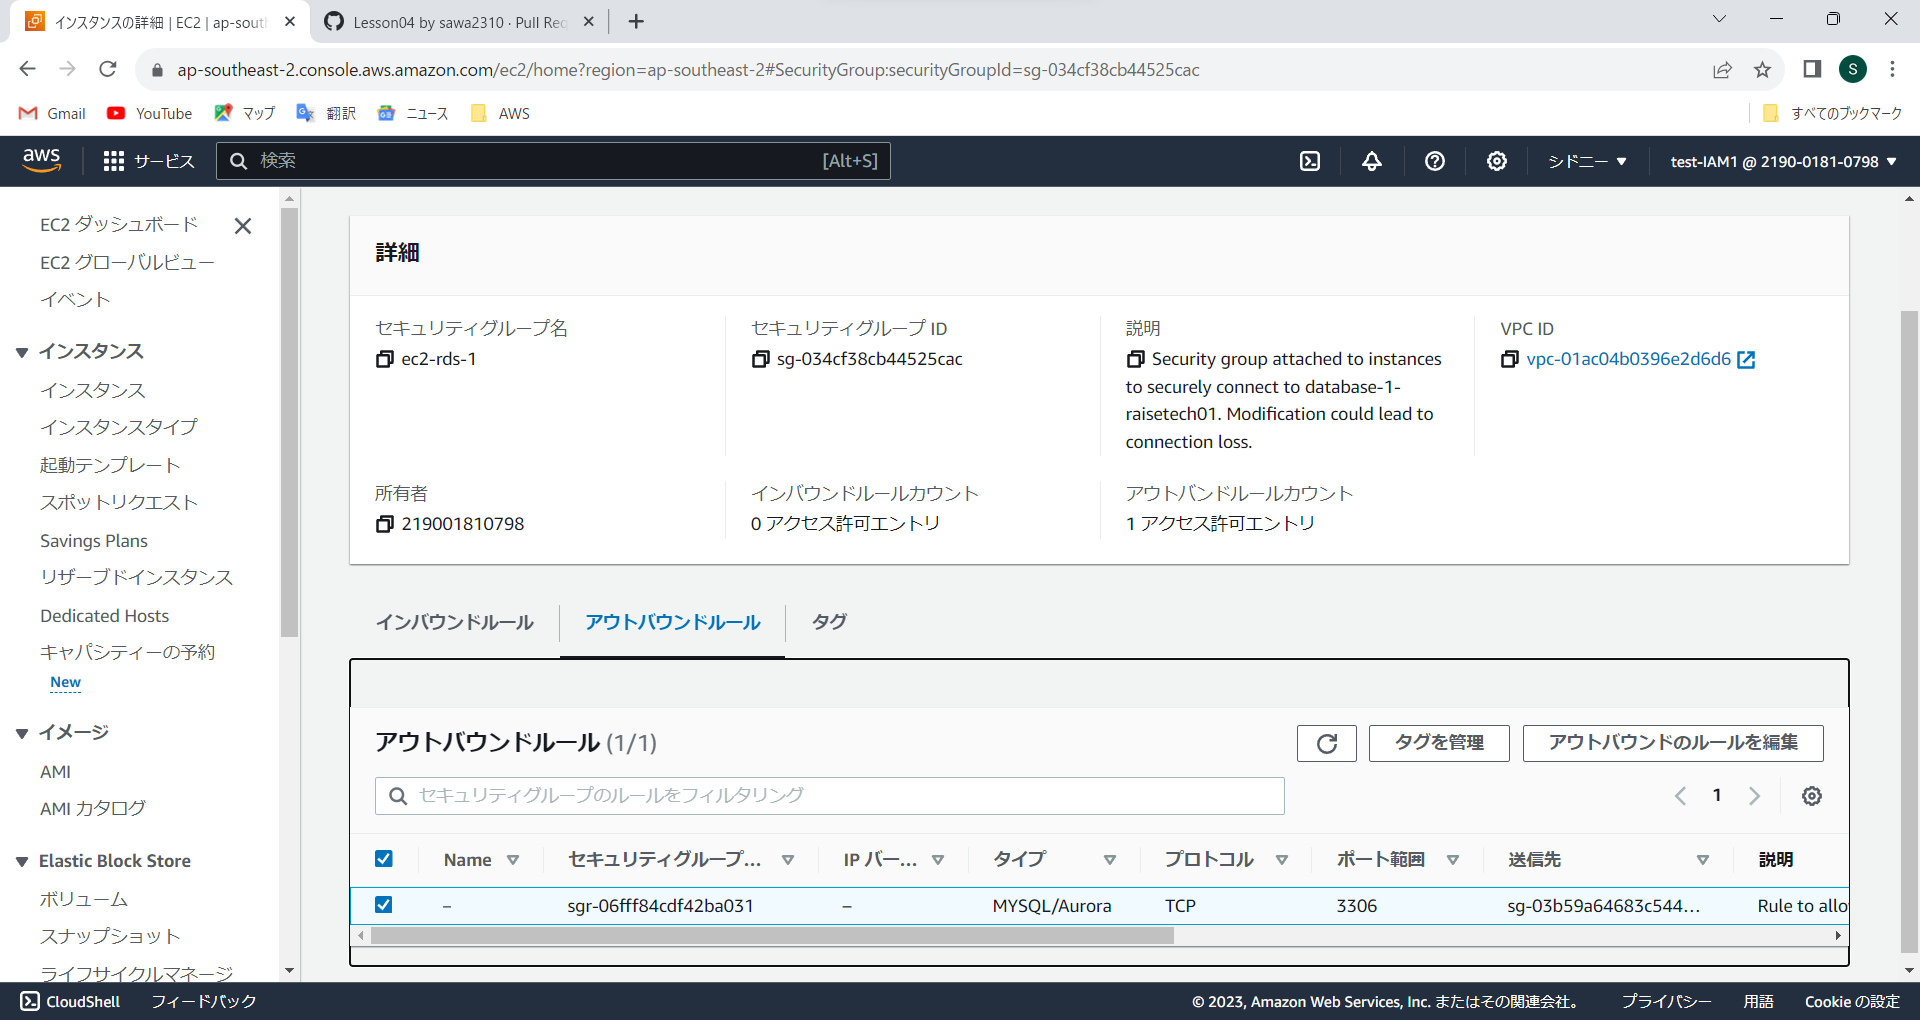 インスタンスの詳細 | EC2 | ap-sout
Lesson04 by sawa2310 · Pull Req
ap-southeast-2.console.aws.amazon.com/ec2/home?region=ap-southeast-2#SecurityGroup:securityGroupId=sg-034cf38cb44525cac
S
Gmail
YouTube
マップ
翻訳
ニュース
AWS
すべてのブックマーク
aws
サービス
検索
[Alt+S]
シドニー
test-IAM1 @ 2190-0181-0798
EC2 ダッシュボード
EC2 グローバルビュー
イベント
インスタンス
インスタンス
インスタンスタイプ
起動テンプレート
スポットリクエスト
Savings Plans
リザーブドインスタンス
Dedicated Hosts
キャパシティーの予約
New
イメージ
AMI
AMI カタログ
Elastic Block Store
ボリューム
スナップショット
ライフサイクルマネージ
詳細
セキュリティグループ名
ec2-rds-1
セキュリティグループ ID
sg-034cf38cb44525cac
説明
Security group attached to instances
to securely connect to database-1-
raisetech01. Modification could lead to
connection loss.
VPC ID
vpc-01ac04b0396e2d6d6
所有者
219001810798
インバウンドルールカウント
0 アクセス許可エントリ
アウトバンドルールカウント
1 アクセス許可エントリ
インバウンドルール
アウトバウンドルール
タグ
アウトバウンドルール (1/1)
タグを管理
アウトバウンドのルールを編集
セキュリティグループのルールをフィルタリング
1
Name
セキュリティグループ...
IP バー...
タイプ
プロトコル
ポート範囲
送信先
説明
–
sgr-06fff84cdf42ba031
–
MYSQL/Aurora
TCP
3306
sg-03b59a64683c544...
Rule to allo
CloudShell
フィードバック
© 2023, Amazon Web Services, Inc. またはその関連会社。
プライバシー
用語
Cookie の設定